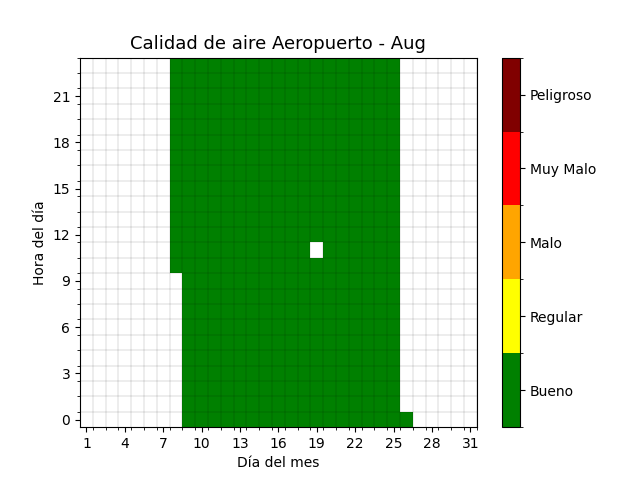 Calidad de aire Aeropuerto - Aug
Hora del día
21
18
15
12
9
6
3
0
1 4 7 10 13 16 19 22 25 28 31
Día del mes
Peligroso
Muy Malo
Malo
Regular
Bueno